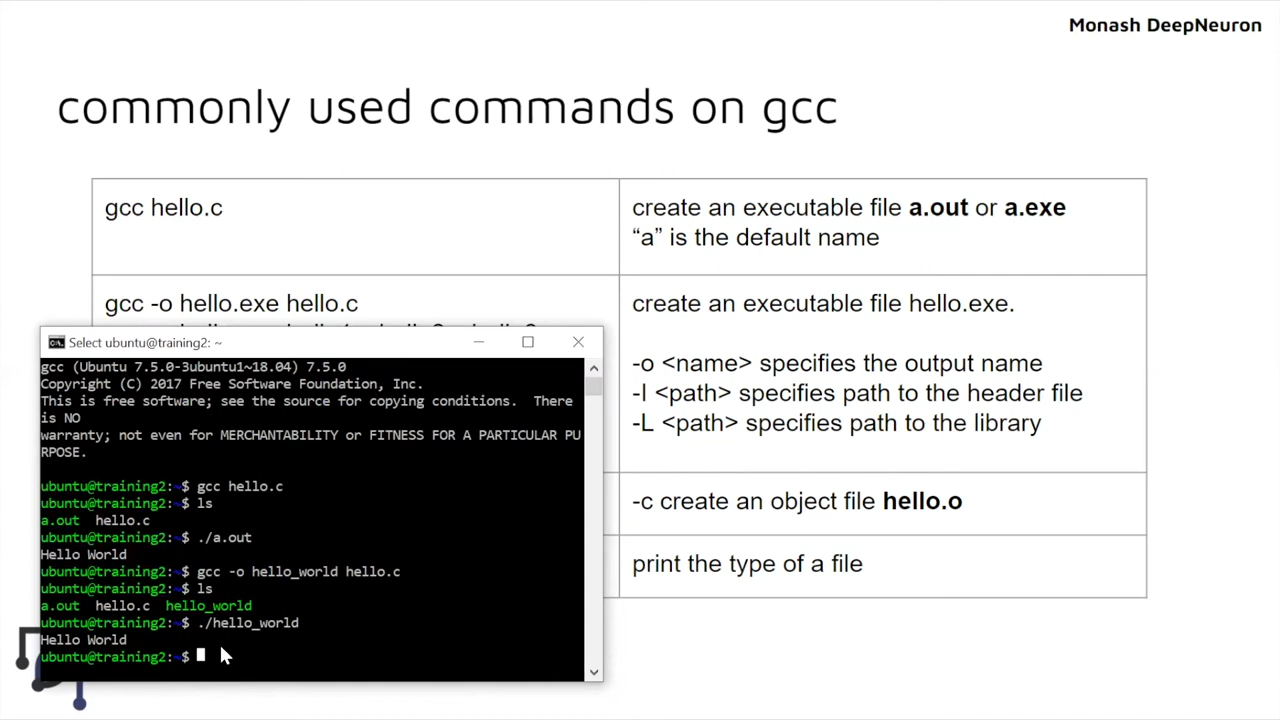 Monash DeepNeuron
commonly used commands on gcc
gcc hello.c
create an executable file a.out or a.exe
“a” is the default name
gcc -o hello.exe hello.c
create an executable file hello.exe.
-o <name> specifies the output name
-I <path> specifies path to the header file
-L <path> specifies path to the library
-c create an object file hello.o
print the type of a file
Select ubuntu@training2: ~
gcc (Ubuntu 7.5.0-3ubuntu1~18.04) 7.5.0
Copyright (C) 2017 Free Software Foundation, Inc.
This is free software; see the source for copying conditions.  There
is NO
warranty; not even for MERCHANTABILITY or FITNESS FOR A PARTICULAR PU
RPOSE.
ubuntu@training2:~$ gcc hello.c
ubuntu@training2:~$ ls
a.out  hello.c
ubuntu@training2:~$ ./a.out
Hello World
ubuntu@training2:~$ gcc -o hello_world hello.c
ubuntu@training2:~$ ls
a.out  hello.c  hello_world
ubuntu@training2:~$ ./hello_world
Hello World
ubuntu@training2:~$